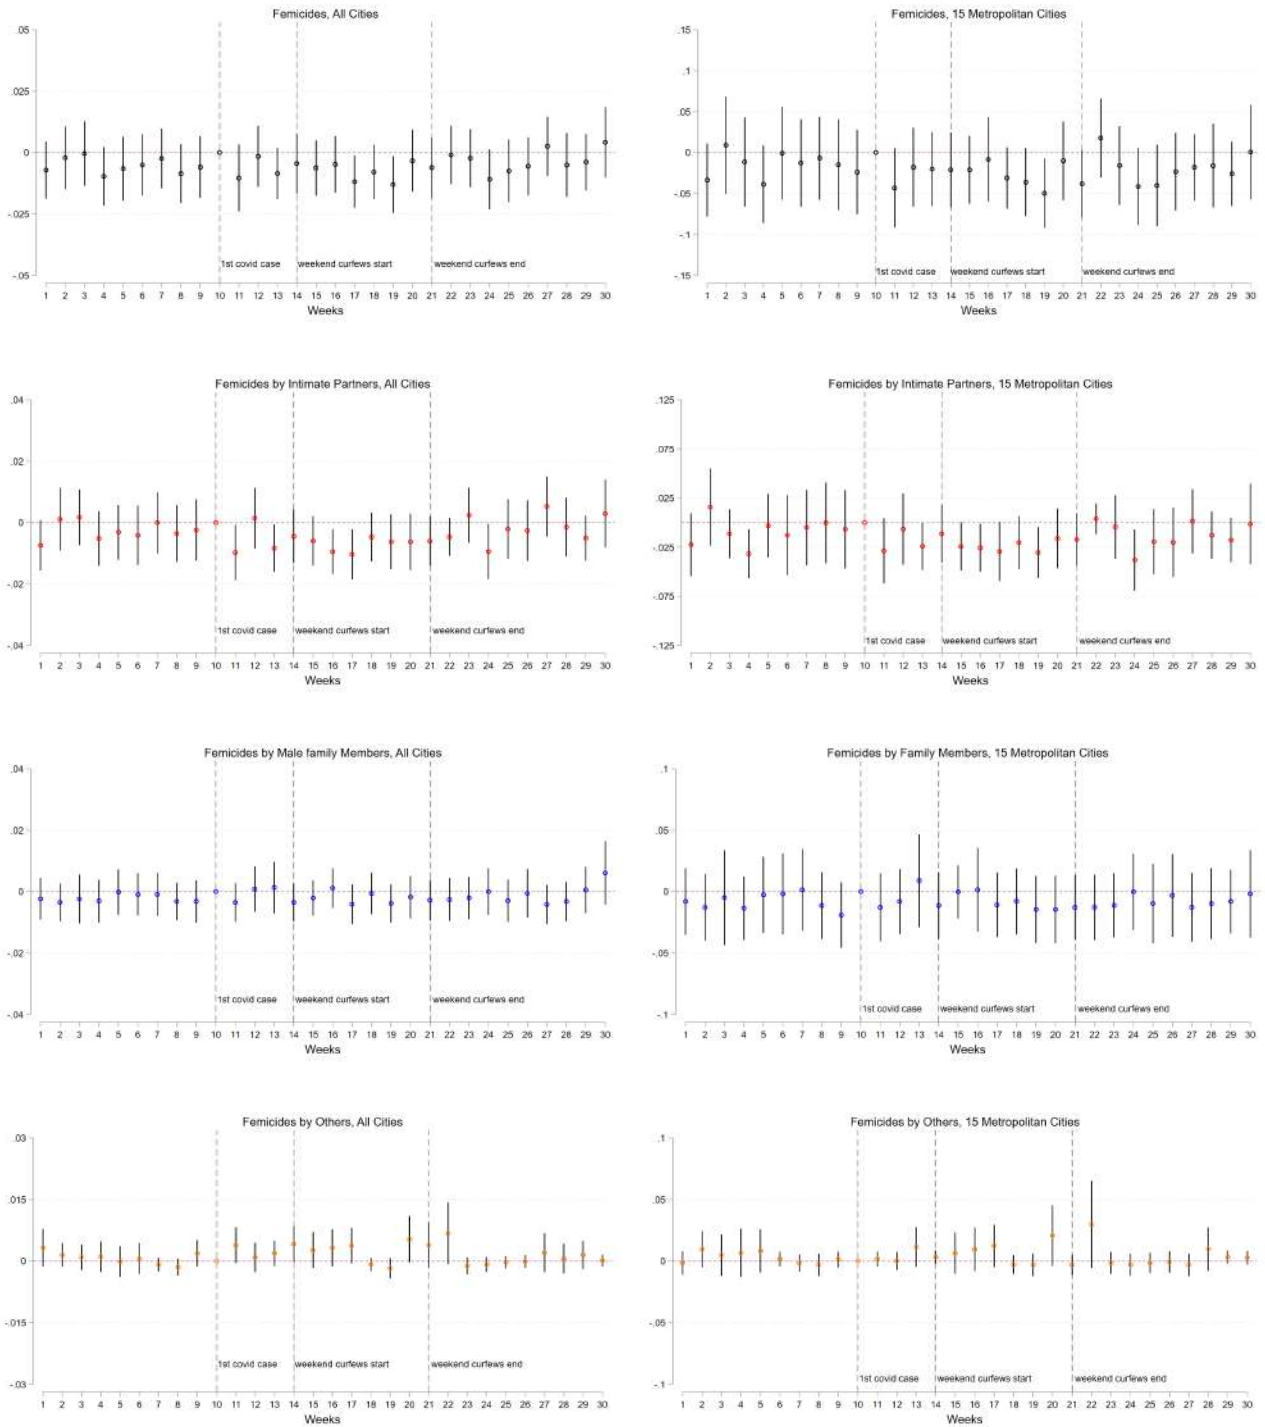 Femicides, All Cities
.05
.025
0
-.025
-.05
1st covid case weekend curfews start weekend curfews end
1 2 3 4 5 6 7 8 9 10 11 12 13 14 15 16 17 18 19 20 21 22 23 24 25 26 27 28 29 30
Weeks
Femicides, 15 Metropolitan Cities
.15
.1
.05
0
-.05
-.1
-.15
1st covid case weekend curfews start weekend curfews end
1 2 3 4 5 6 7 8 9 10 11 12 13 14 15 16 17 18 19 20 21 22 23 24 25 26 27 28 29 30
Weeks
Femicides by Intimate Partners, All Cities
.04
.02
0
-.02
-.04
1st covid case weekend curfews start weekend curfews end
1 2 3 4 5 6 7 8 9 10 11 12 13 14 15 16 17 18 19 20 21 22 23 24 25 26 27 28 29 30
Weeks
Femicides by Intimate Partners, 15 Metropolitan Cities
.125
.075
.025
-.025
-.075
-.125
1st covid case weekend curfews start weekend curfews end
1 2 3 4 5 6 7 8 9 10 11 12 13 14 15 16 17 18 19 20 21 22 23 24 25 26 27 28 29 30
Weeks
Femicides by Male family Members, All Cities
.04
.02
0
-.02
-.04
1st covid case weekend curfews start weekend curfews end
1 2 3 4 5 6 7 8 9 10 11 12 13 14 15 16 17 18 19 20 21 22 23 24 25 26 27 28 29 30
Weeks
Femicides by Family Members, 15 Metropolitan Cities
.1
.05
0
-.05
-.1
1st covid case weekend curfews start weekend curfews end
1 2 3 4 5 6 7 8 9 10 11 12 13 14 15 16 17 18 19 20 21 22 23 24 25 26 27 28 29 30
Weeks
Femicides by Others, All Cities
.03
.015
0
-.015
-.03
1st covid case weekend curfews start weekend curfews end
1 2 3 4 5 6 7 8 9 10 11 12 13 14 15 16 17 18 19 20 21 22 23 24 25 26 27 28 29 30
Weeks
Femicides by Others, 15 Metropolitan Cities
.1
.05
0
-.05
-.1
1st covid case weekend curfews start weekend curfews end
1 2 3 4 5 6 7 8 9 10 11 12 13 14 15 16 17 18 19 20 21 22 23 24 25 26 27 28 29 30
Weeks